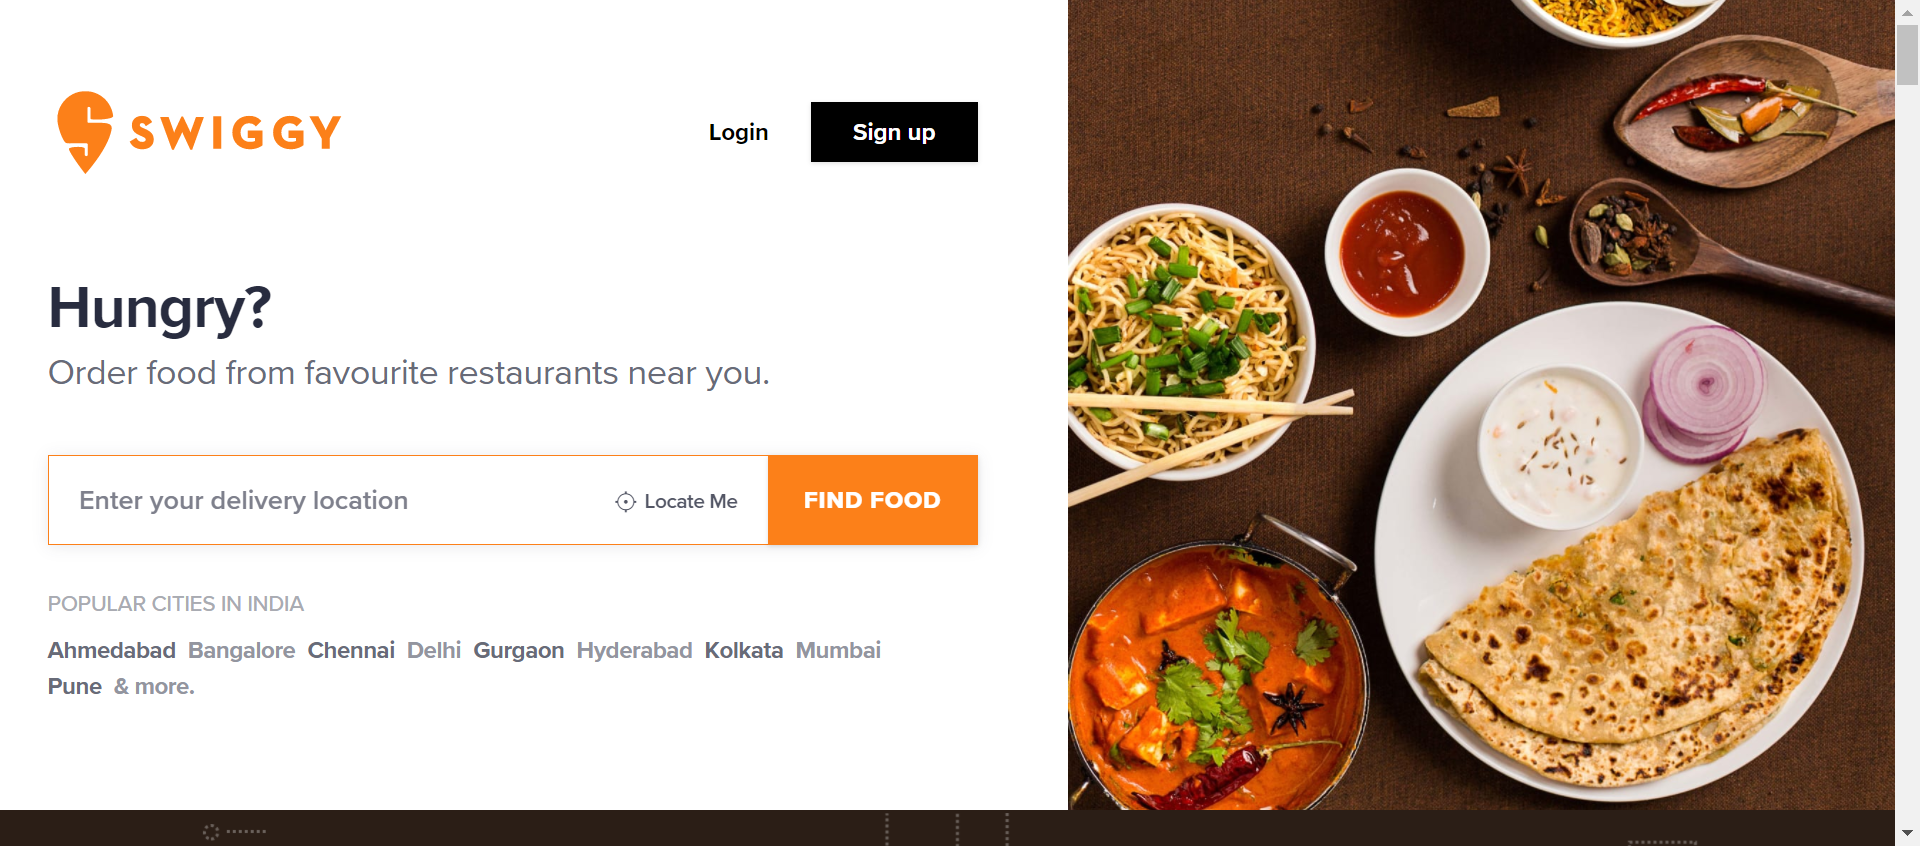 SWIGGY
Login
Sign up
Hungry?
Order food from favourite restaurants near you.
Enter your delivery location
Locate Me
FIND FOOD
POPULAR CITIES IN INDIA
Ahmedabad Bangalore Chennai Delhi Gurgaon Hyderabad Kolkata Mumbai
Pune & more.